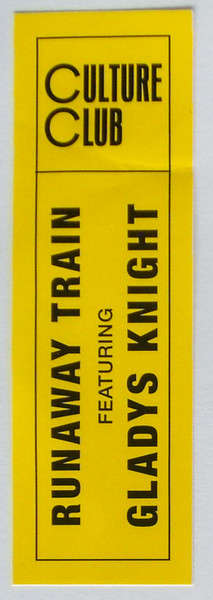 CULTURE
CLUB
RUNAWAY TRAIN
FEATURING
GLADYS KNIGHT